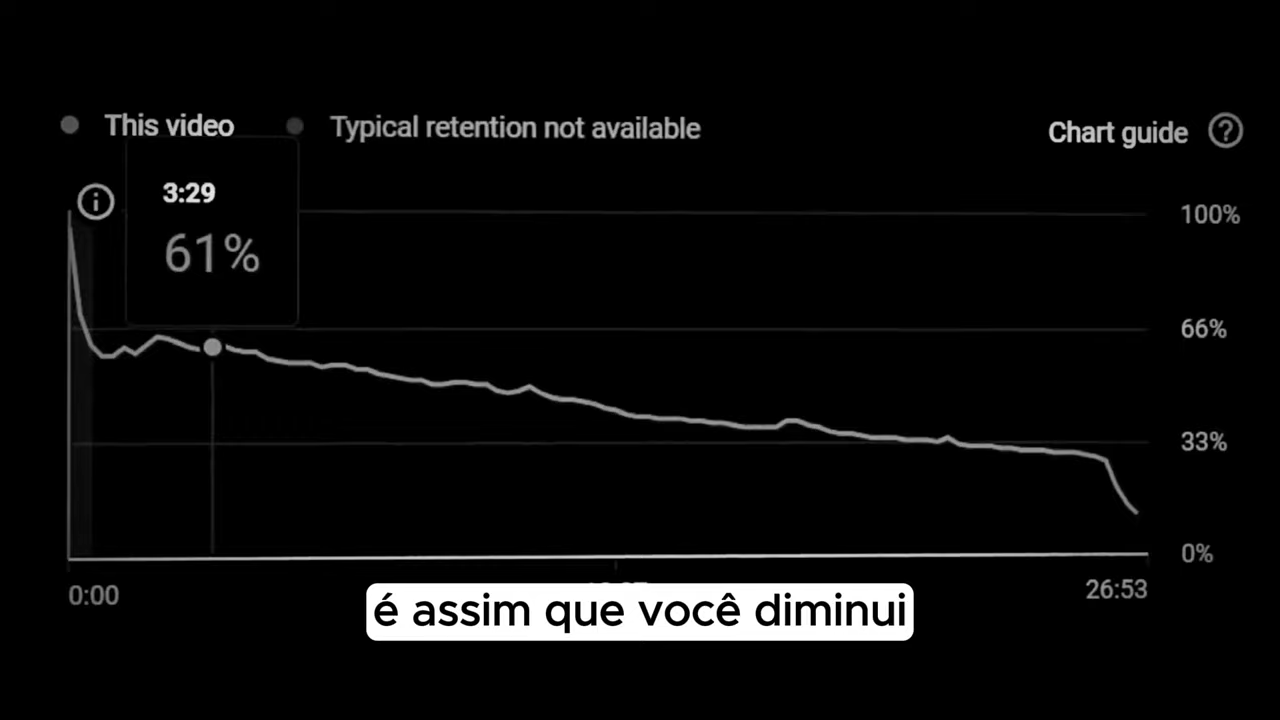 This video
Typical retention not available
Chart guide ?
i
3:29
61%
100%
66%
33%
0%
0:00
26:53
é assim que você diminui